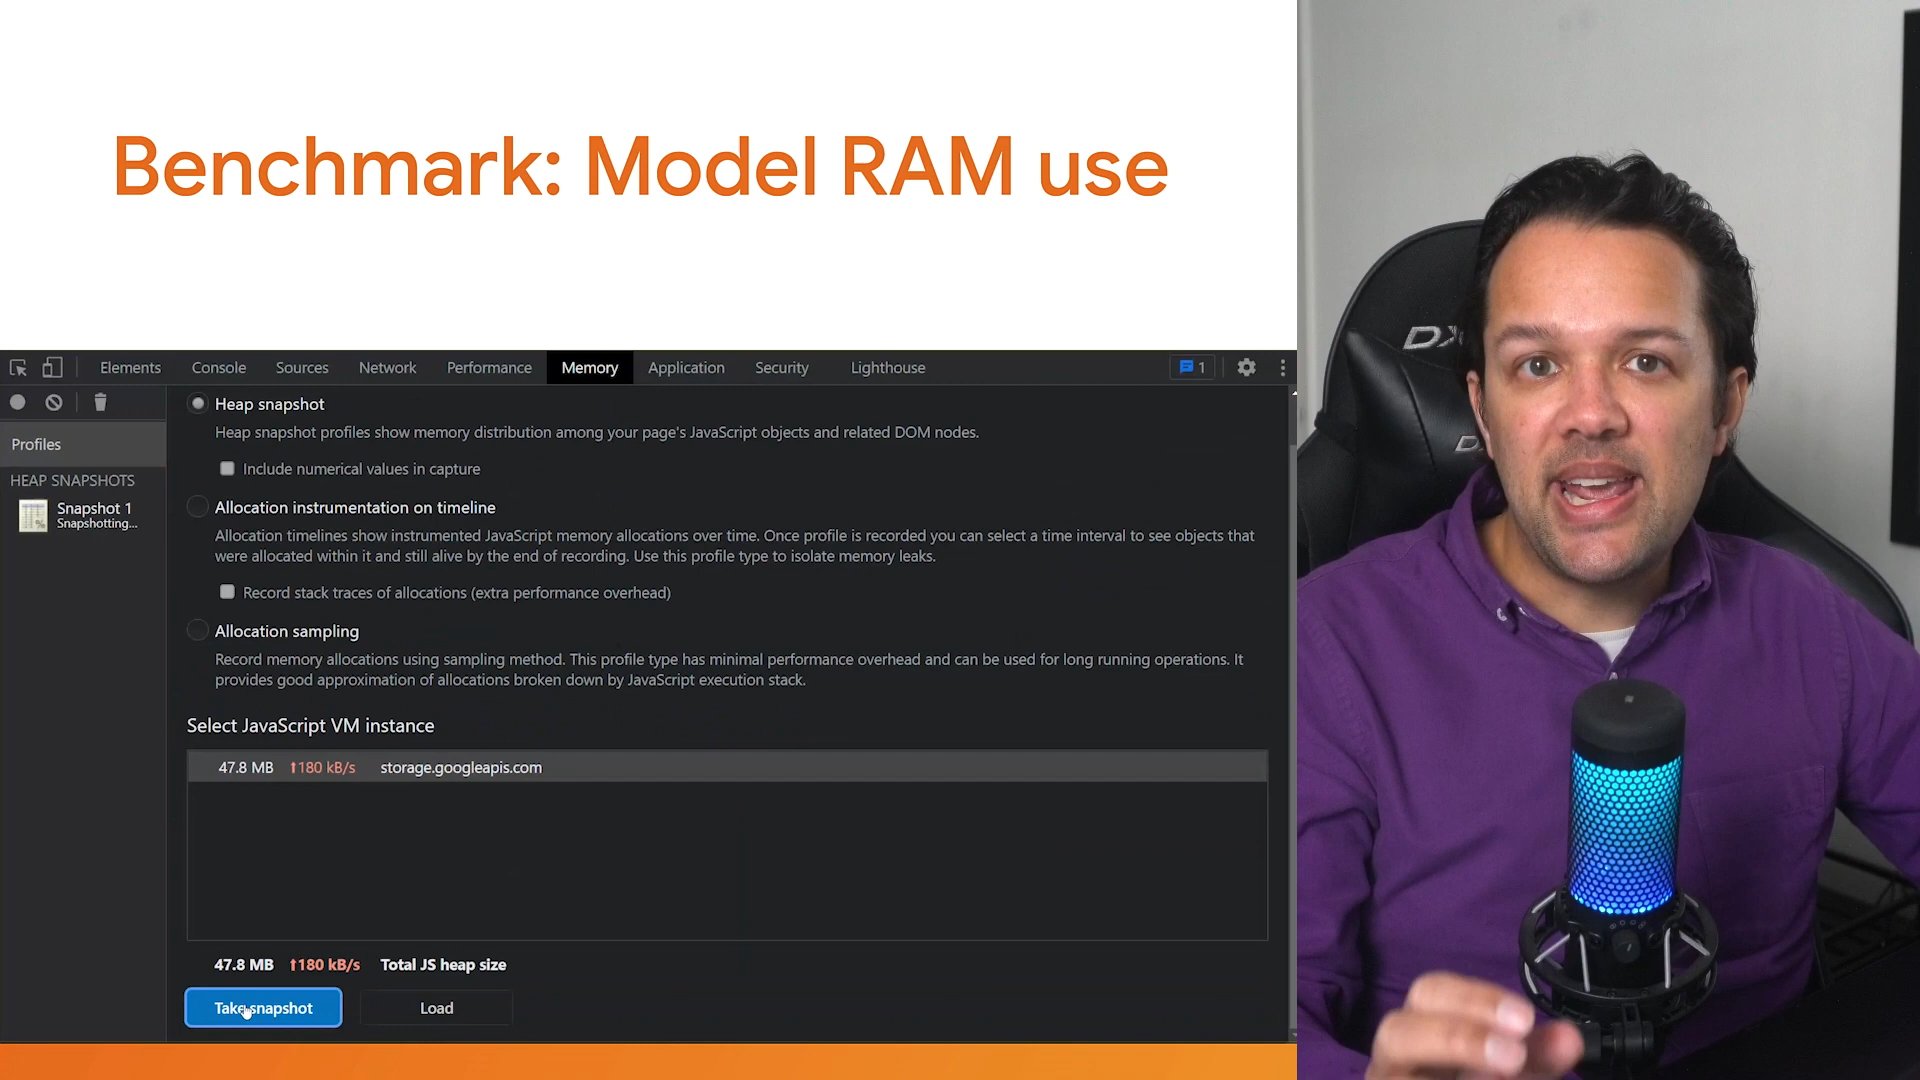 Benchmark: Model RAM use
Elements Console Sources Network Performance Memory Application Security Lighthouse 1
Profiles
HEAP SNAPSHOTS
Snapshot 1
Snapshotting...
Heap snapshot
Heap snapshot profiles show memory distribution among your page's JavaScript objects and related DOM nodes.
Include numerical values in capture
Allocation instrumentation on timeline
Allocation timelines show instrumented JavaScript memory allocations over time. Once profile is recorded you can select a time interval to see objects that
were allocated within it and still alive by the end of recording. Use this profile type to isolate memory leaks.
Record stack traces of allocations (extra performance overhead)
Allocation sampling
Record memory allocations using sampling method. This profile type has minimal performance overhead and can be used for long running operations. It
provides good approximation of allocations broken down by JavaScript execution stack.
Select JavaScript VM instance
47.8 MB ↑180 kB/s storage.googleapis.com
47.8 MB ↑180 kB/s Total JS heap size
Take snapshot Load